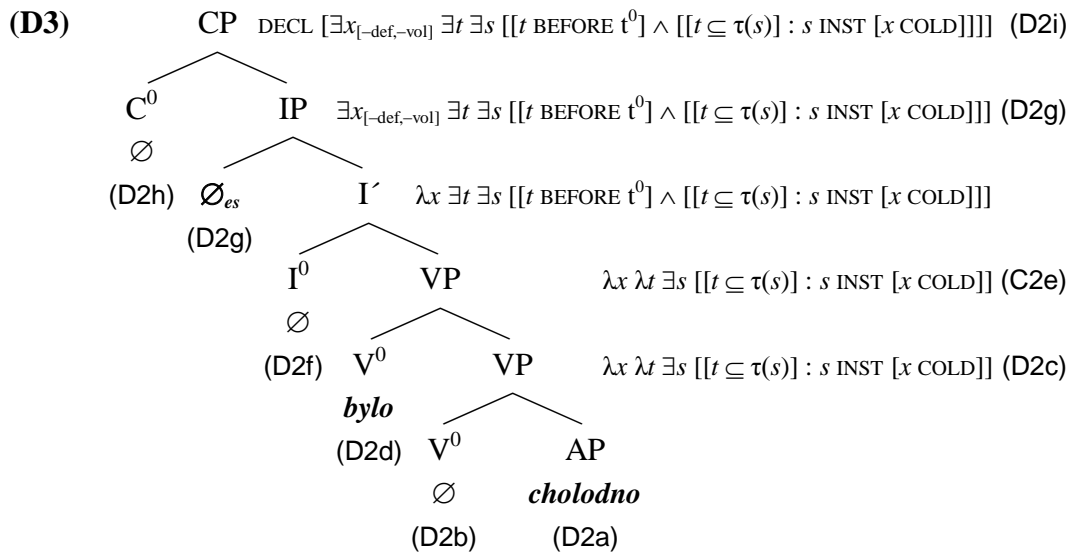 (D3) CP DECL [∃x[–def,–vol] ∃t ∃s [[t BEFORE t⁰] ∧ [[t ⊆ τ(s)] : s INST [x COLD]]]] (D2i)
C⁰ IP ∃x[–def,–vol] ∃t ∃s [[t BEFORE t⁰] ∧ [[t ⊆ τ(s)] : s INST [x COLD]]] (D2g)
∅
(D2h) ∅es I´ λx ∃t ∃s [[t BEFORE t⁰] ∧ [[t ⊆ τ(s)] : s INST [x COLD]]]
(D2g)
I⁰ VP λx λt ∃s [[t ⊆ τ(s)] : s INST [x COLD]] (C2e)
∅
(D2f) V⁰ VP λx λt ∃s [[t ⊆ τ(s)] : s INST [x COLD]] (D2c)
bylo
(D2d) V⁰ AP
∅ cholodno
(D2b) (D2a)